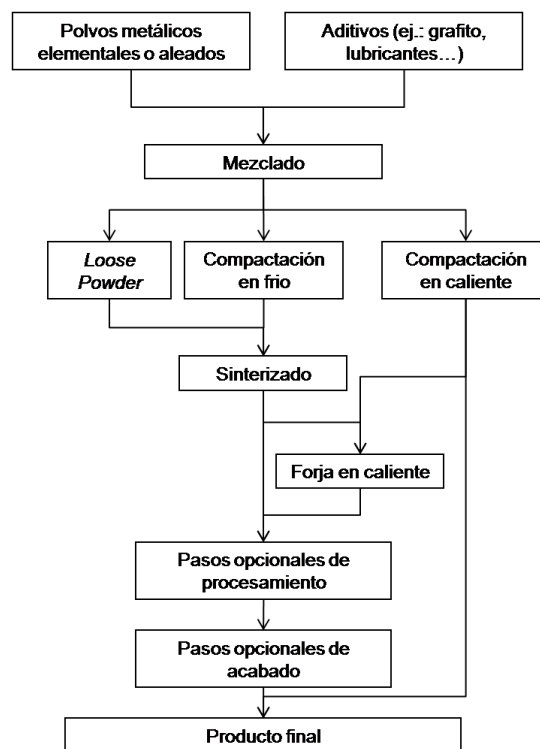 Polvos metálicos
elementales o aleados
Aditivos (ej.: grafito,
lubricantes…)
Mezclado
Loose
Powder
Compactación
en frio
Compactación
en caliente
Sinterizado
Forja en caliente
Pasos opcionales de
procesamiento
Pasos opcionales de
acabado
Producto final